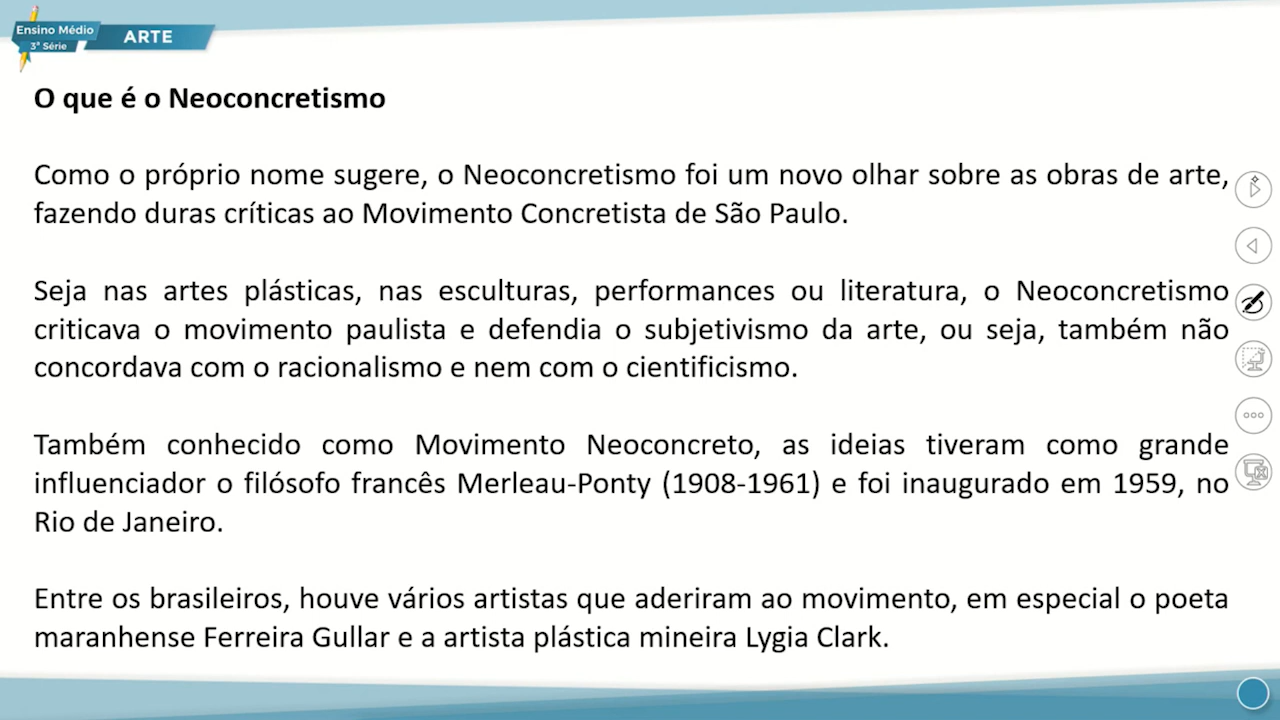 Ensino Médio
3ª Série
ARTE
O que é o Neoconcretismo
Como o próprio nome sugere, o Neoconcretismo foi um novo olhar sobre as obras de arte,
fazendo duras críticas ao Movimento Concretista de São Paulo.
Seja nas artes plásticas, nas esculturas, performances ou literatura, o Neoconcretismo
criticava o movimento paulista e defendia o subjetivismo da arte, ou seja, também não
concordava com o racionalismo e nem com o cientificismo.
Também conhecido como Movimento Neoconcreto, as ideias tiveram como grande
influenciador o filósofo francês Merleau-Ponty (1908-1961) e foi inaugurado em 1959, no
Rio de Janeiro.
Entre os brasileiros, houve vários artistas que aderiram ao movimento, em especial o poeta
maranhense Ferreira Gullar e a artista plástica mineira Lygia Clark.